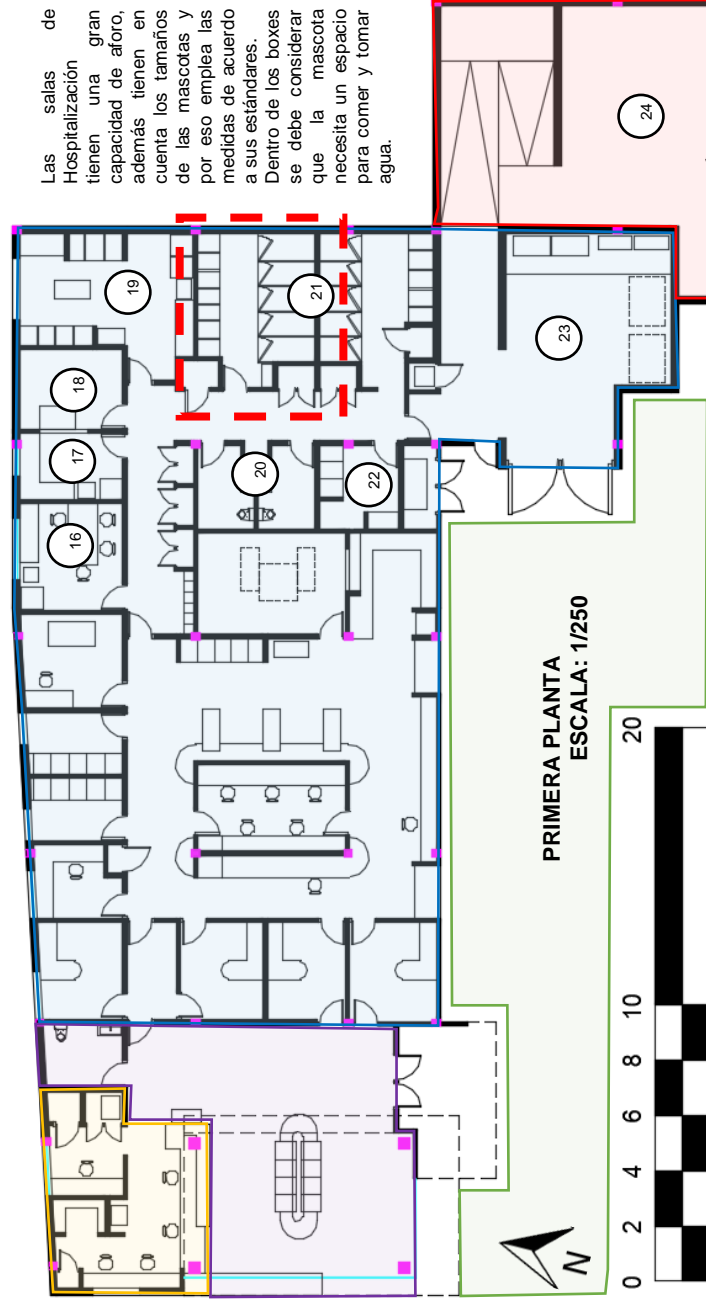 Las salas de
Hospitalización
tienen una gran
capacidad de aforo,
además tienen en
cuenta los tamaños
de las mascotas y
por eso emplea las
medidas de acuerdo
a sus estándares.
Dentro de los boxes
se debe considerar
que la mascota
necesita un espacio
para comer y tomar
agua.
16
17
18
19
20
21
22
23
24
PRIMERA PLANTA
ESCALA: 1/250
N
0
2
4
6
8
10
20